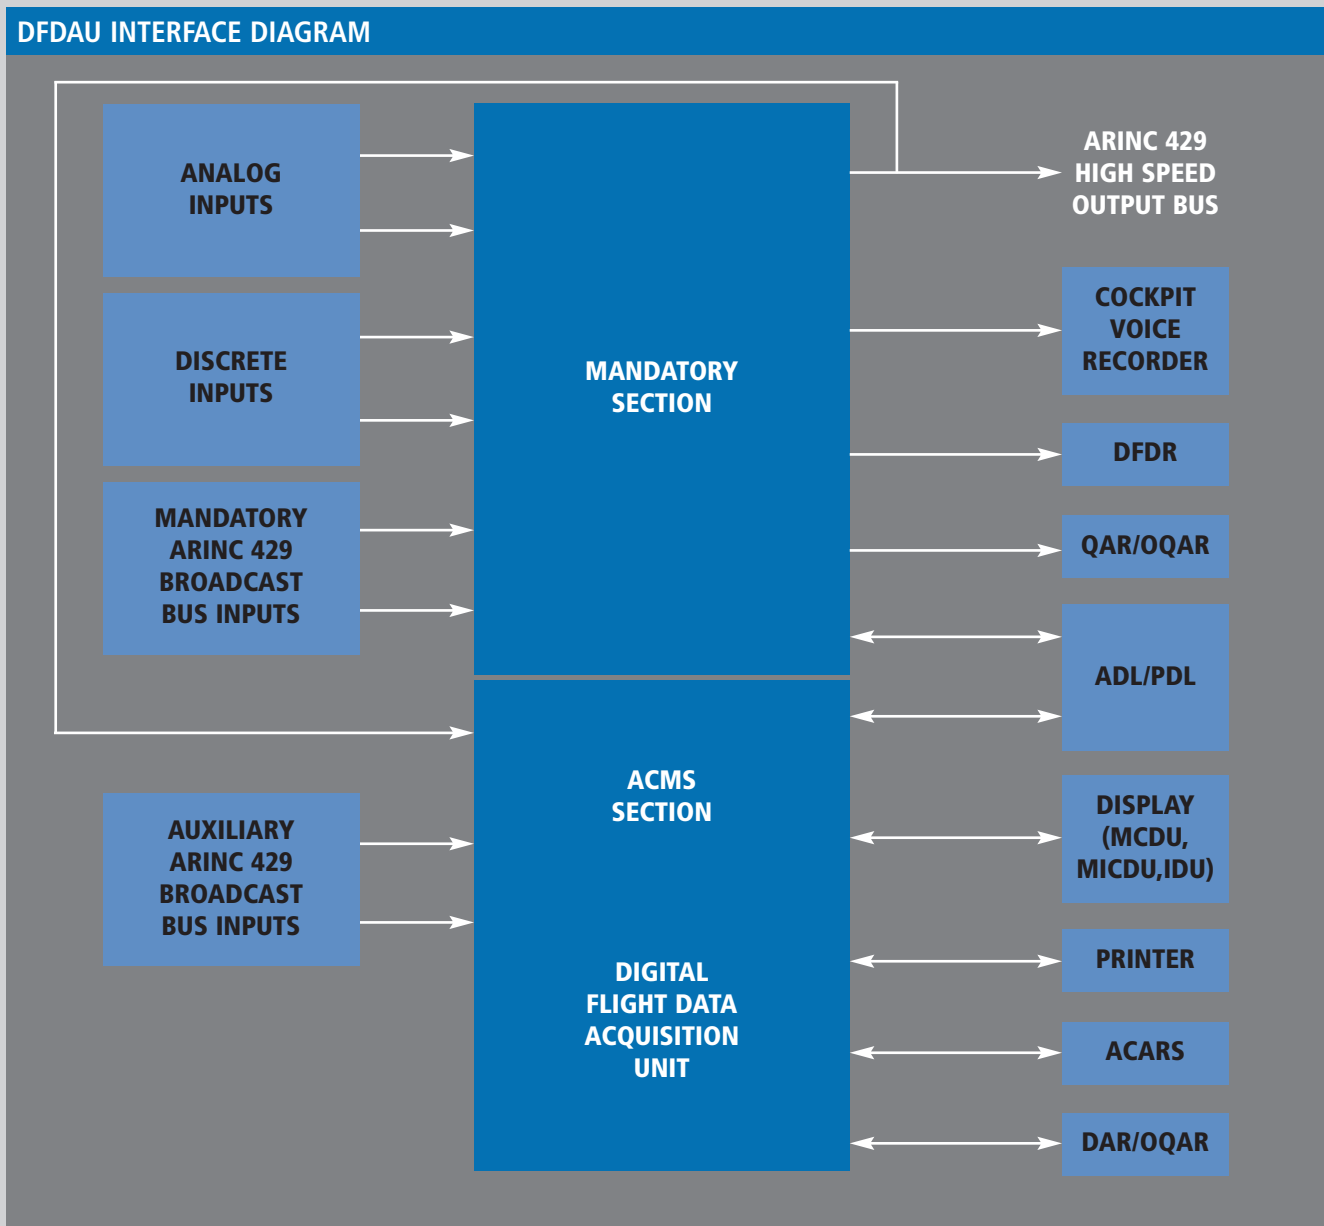 DFDAU INTERFACE DIAGRAM
ANALOG
INPUTS
DISCRETE
INPUTS
MANDATORY
ARINC 429
BROADCAST
BUS INPUTS
AUXILIARY
ARINC 429
BROADCAST
BUS INPUTS
MANDATORY
SECTION
ACMS
SECTION
DIGITAL
FLIGHT DATA
ACQUISITION
UNIT
ARINC 429
HIGH SPEED
OUTPUT BUS
COCKPIT
VOICE
RECORDER
DFDR
QAR/OQAR
ADL/PDL
DISPLAY
(MCDU,
MICDU,IDU)
PRINTER
ACARS
DAR/OQAR